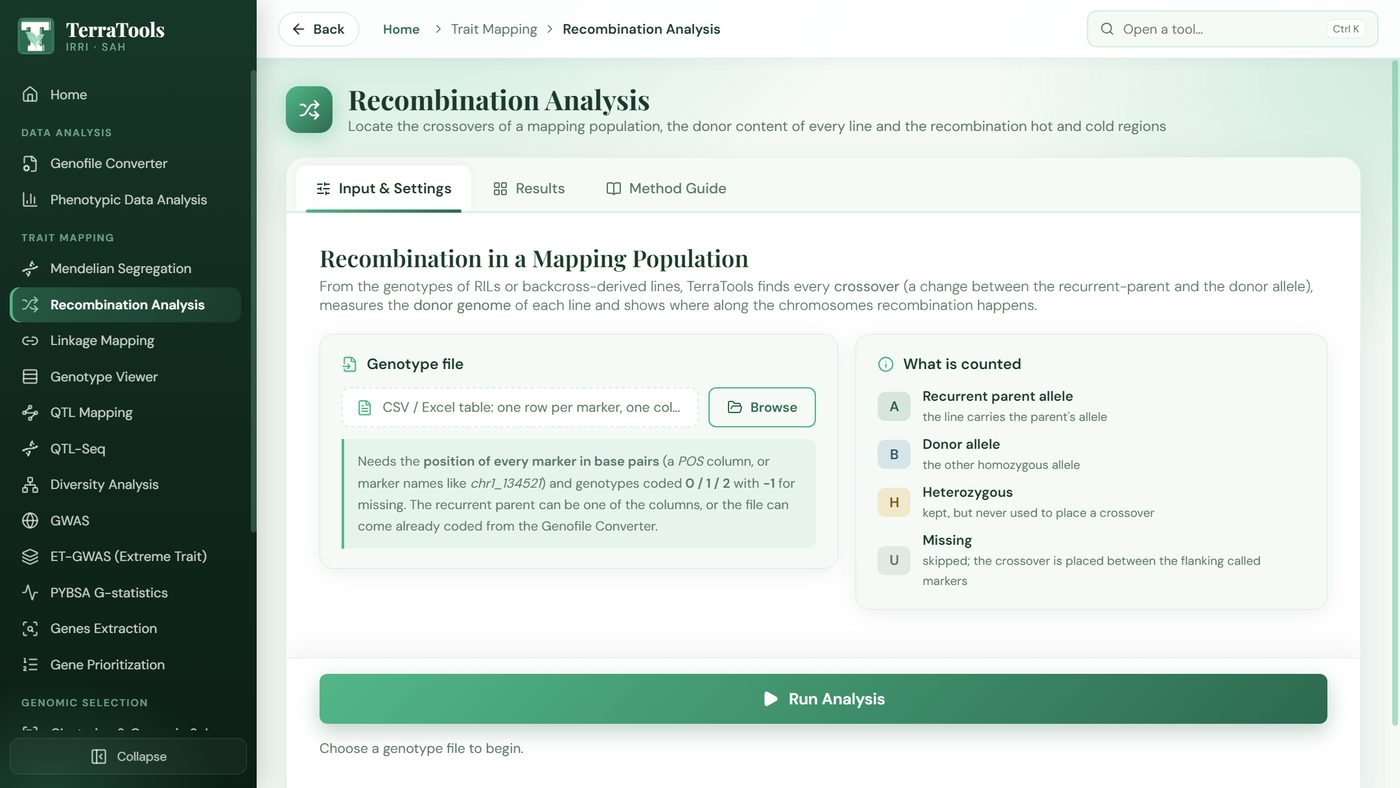 TerraTools
IRRI · SAH
Home
DATA ANALYSIS
Genofile Converter
Phenotypic Data Analysis
TRAIT MAPPING
Mendelian Segregation
Recombination Analysis
Linkage Mapping
Genotype Viewer
QTL Mapping
QTL-Seq
Diversity Analysis
GWAS
ET-GWAS (Extreme Trait)
PYBSA G-statistics
Genes Extraction
Gene Prioritization
GENOMIC SELECTION
Collapse
Back
Home > Trait Mapping > Recombination Analysis
Open a tool...
Ctrl K
Recombination Analysis
Locate the crossovers of a mapping population, the donor content of every line and the recombination hot and cold regions
Input & Settings
Results
Method Guide
Recombination in a Mapping Population
From the genotypes of RILs or backcross-derived lines, TerraTools finds every crossover (a change between the recurrent-parent and the donor allele),
measures the donor genome of each line and shows where along the chromosomes recombination happens.
Genotype file
CSV / Excel table: one row per marker, one col...
Browse
Needs the position of every marker in base pairs (a POS column, or
marker names like chr1_134521) and genotypes coded 0 / 1 / 2 with -1 for
missing. The recurrent parent can be one of the columns, or the file can
come already coded from the Genofile Converter.
What is counted
A
Recurrent parent allele
the line carries the parent's allele
B
Donor allele
the other homozygous allele
H
Heterozygous
kept, but never used to place a crossover
U
Missing
skipped; the crossover is placed between the flanking called
markers
Run Analysis
Choose a genotype file to begin.